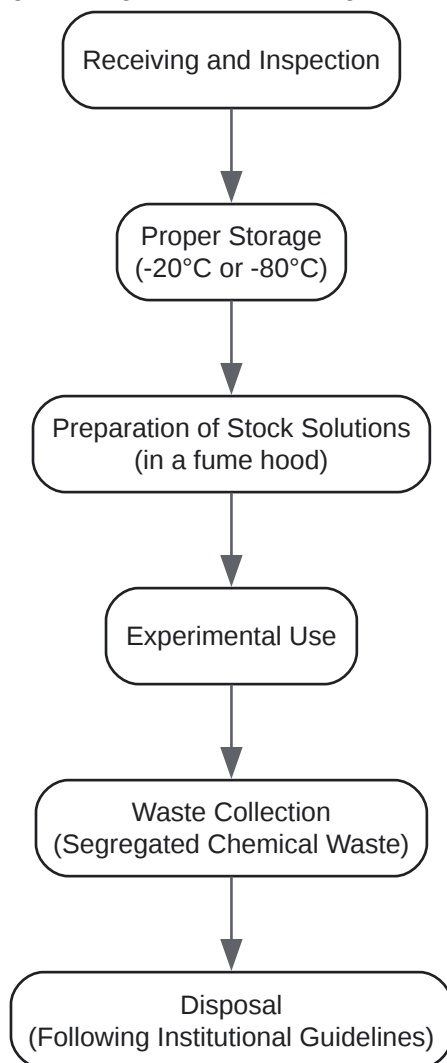 Receiving and Inspection
Proper Storage
(-20°C or -80°C)
Preparation of Stock Solutions
(in a fume hood)
Experimental Use
Waste Collection
(Segregated Chemical Waste)
Disposal
(Following Institutional Guidelines)